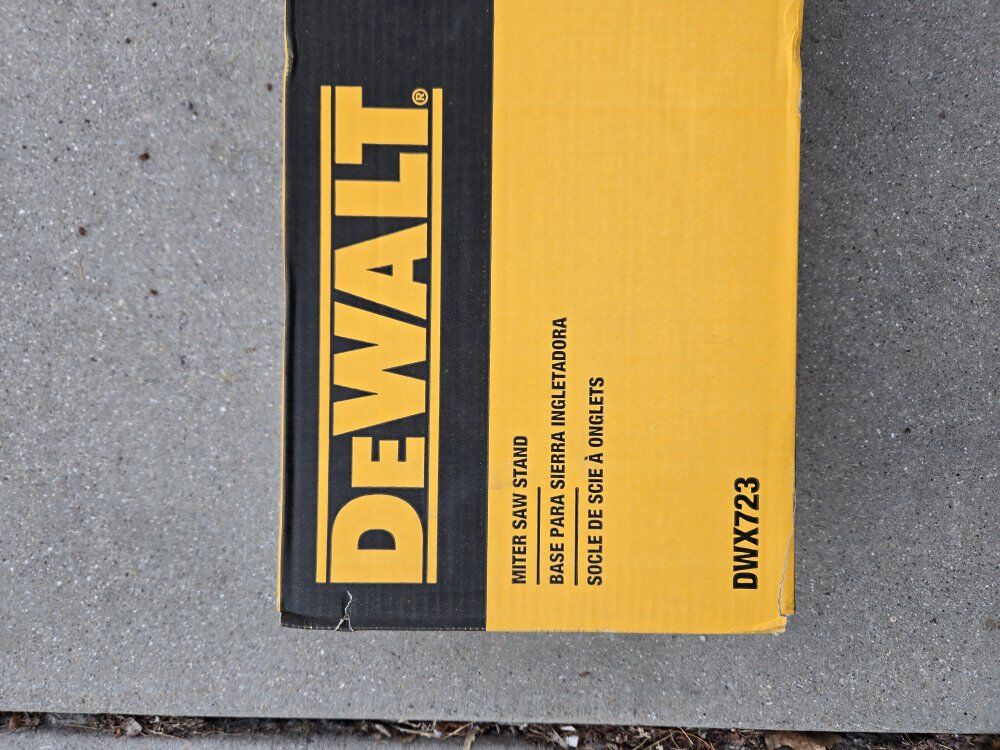 DEWALT®
MITER SAW STAND
BASE PARA SIERRA INGLETADORA
SOCLE DE SCIE À ONGLETS
DWX723